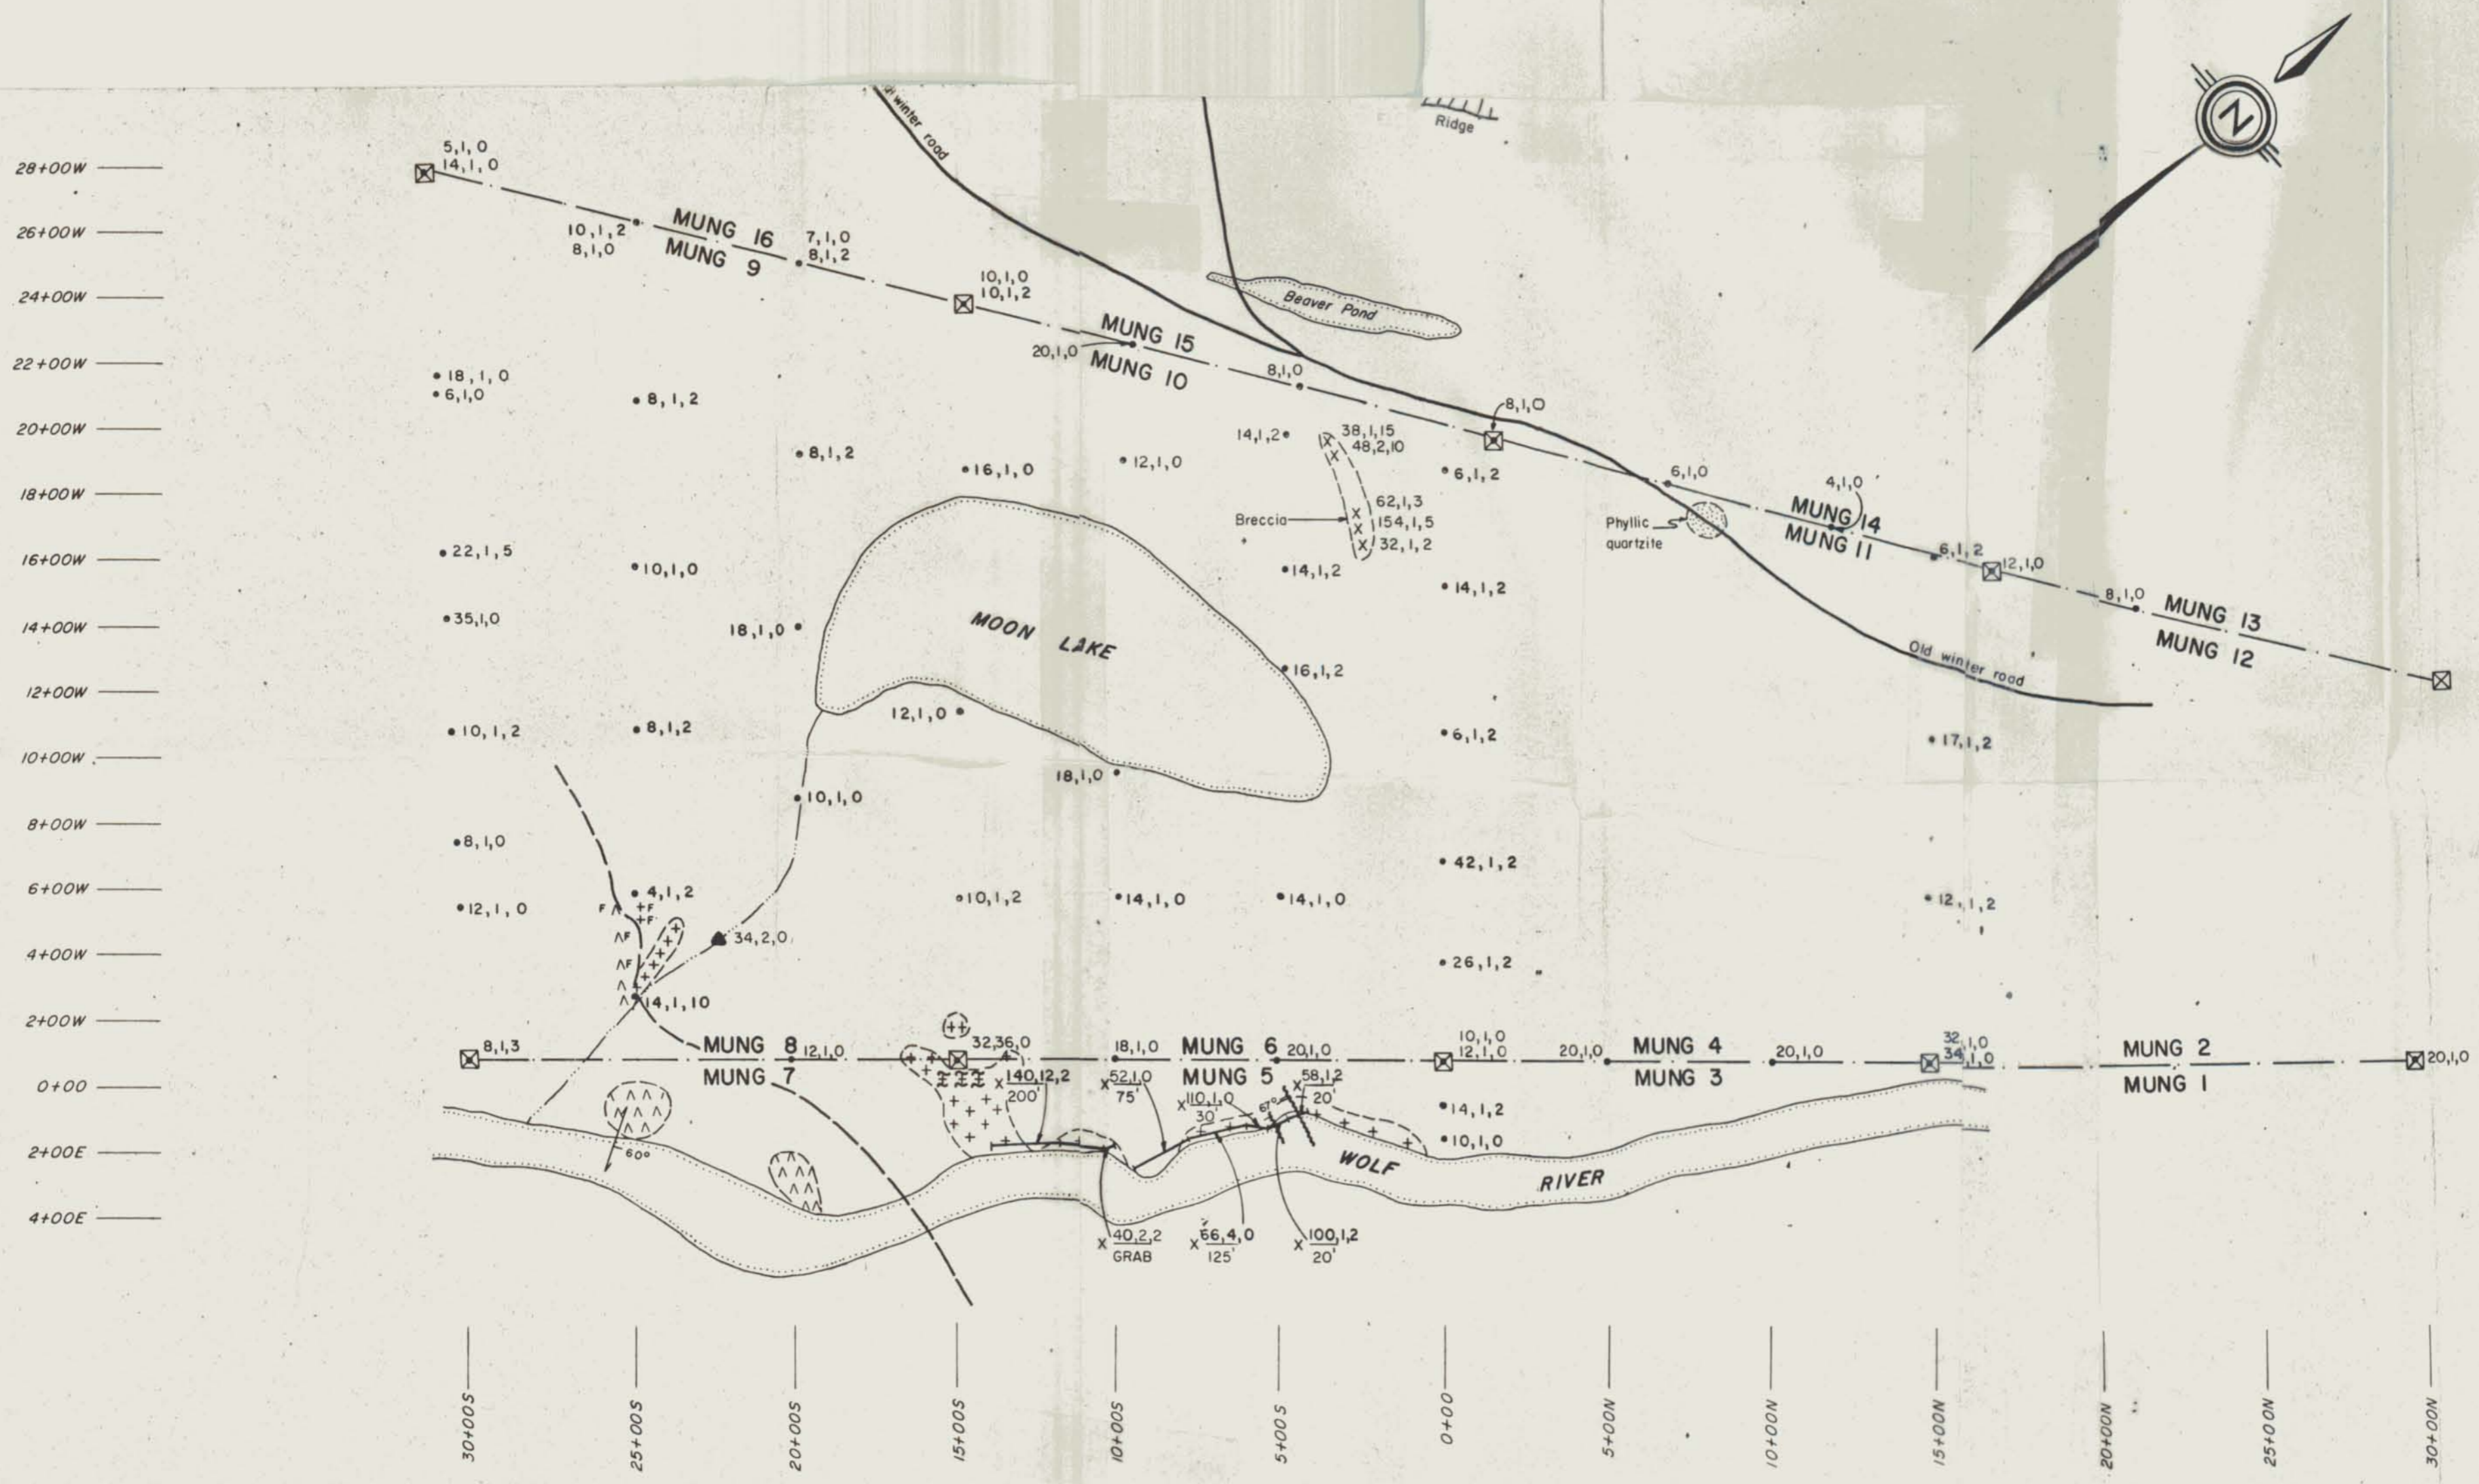 Old winter road
Ridge
N
28+00W
5,1,0
14,1,0
26+00W
10,1,2
8,1,0
MUNG 16
MUNG 9
7,1,0
8,1,2
24+00W
10,1,0
10,1,2
Beaver Pond
22+00W
20,1,0
MUNG 15
MUNG 10
8,1,0
18,1,0
6,1,0
8,1,2
8,1,0
20+00W
8,1,2
16,1,0
12,1,0
14,1,2
38,1,15
48,2,10
6,1,2
6,1,0
4,1,0
18+00W
Breccia
62,1,3
154,1,5
32,1,2
Phyllic
quartzite
MUNG 14
MUNG 11
16+00W
22,1,5
10,1,0
14,1,2
14,1,2
6,1,2
12,1,0
14+00W
35,1,0
18,1,0
MOON LAKE
16,1,2
8,1,0
MUNG 13
MUNG 12
Old winter road
12+00W
10,1,2
8,1,2
12,1,0
6,1,2
17,1,2
10+00W
10,1,0
18,1,0
8+00W
8,1,0
42,1,2
6+00W
12,1,0
4,1,2
F
F
F
F
F
10,1,2
14,1,0
14,1,0
12,1,2
4+00W
34,2,0
26,1,2
14,1,10
2+00W
8,1,3
MUNG 8
MUNG 7
12,1,0
32,36,0
18,1,0
MUNG 6
MUNG 5
20,1,0
10,1,0
12,1,0
20,1,0
MUNG 4
MUNG 3
20,1,0
32,1,0
34,1,0
MUNG 2
MUNG 1
20,1,0
0+00
X 140,12,2
200'
X 52,1,0
75'
X 110,1,0
30'
67°
X 58,1,2
20'
14,1,2
10,1,0
2+00E
60°
WOLF RIVER
4+00E
X 40,2,2
GRAB
X 66,4,0
125'
X 100,1,2
20'
30+00S
25+00S
20+00S
15+00S
10+00S
5+00S
0+00
5+00N
10+00N
15+00N
20+00N
25+00N
30+00N